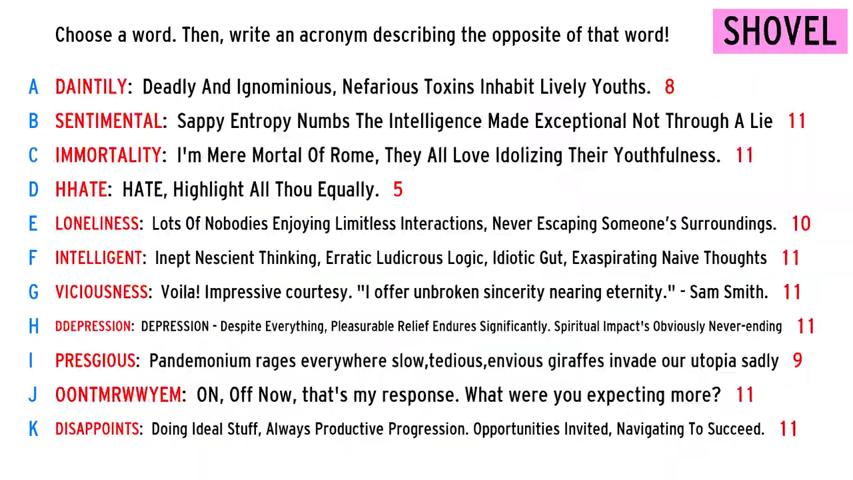 Choose a word. Then, write an acronym describing the opposite of that word!
SHOVEL
A DAINTILY: Deadly And Ignominious, Nefarious Toxins Inhabit Lively Youths. 8
B SENTIMENTAL: Sappy Entropy Numbs The Intelligence Made Exceptional Not Through A Lie 11
C IMMORTALITY: I'm Mere Mortal Of Rome, They All Love Idolizing Their Youthfulness. 11
D HHATE: HATE, Highlight All Thou Equally. 5
E LONELINESS: Lots Of Nobodies Enjoying Limitless Interactions, Never Escaping Someone's Surroundings. 10
F INTELLIGENT: Inept Nescient Thinking, Erratic Ludicrous Logic, Idiotic Gut, Exaspirating Naive Thoughts 11
G VICIOUSNESS: Voila! Impressive courtesy. "I offer unbroken sincerity nearing eternity." - Sam Smith. 11
H DDEPRESSION: DEPRESSION - Despite Everything, Pleasurable Relief Endures Significantly. Spiritual Impact's Obviously Never-ending 11
I PRESGIOUS: Pandemonium rages everywhere slow,tedious,envious giraffes invade our utopia sadly 9
J OONTMRWWYEM: ON, Off Now, that's my response. What were you expecting more? 11
K DISAPPOINTS: Doing Ideal Stuff, Always Productive Progression. Opportunities Invited, Navigating To Succeed. 11